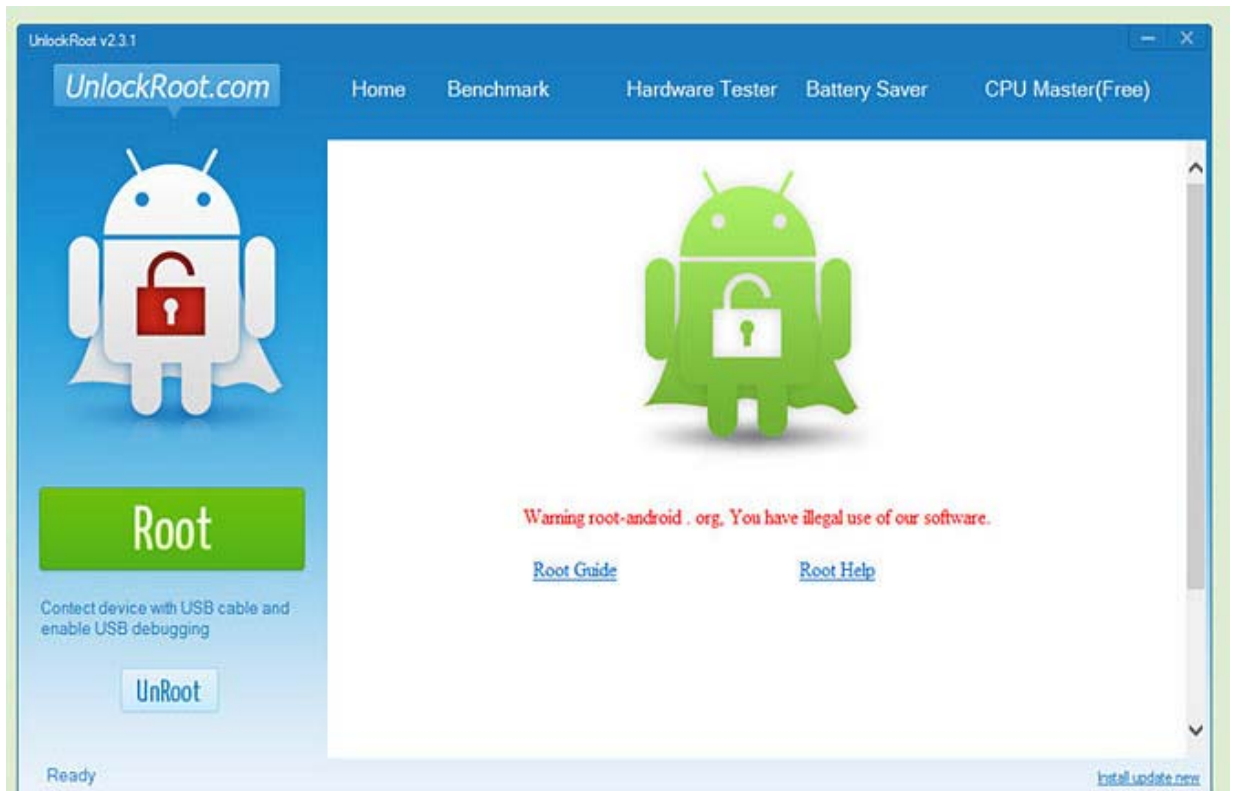 UnlockRoot v2.3.1
UnlockRoot.com
Home Benchmark Hardware Tester Battery Saver CPU Master(Free)
Warning root-android . org, You have illegal use of our software.
Root Guide Root Help
Root
Contect device with USB cable and
enable USB debugging
UnRoot
Ready
Install update new